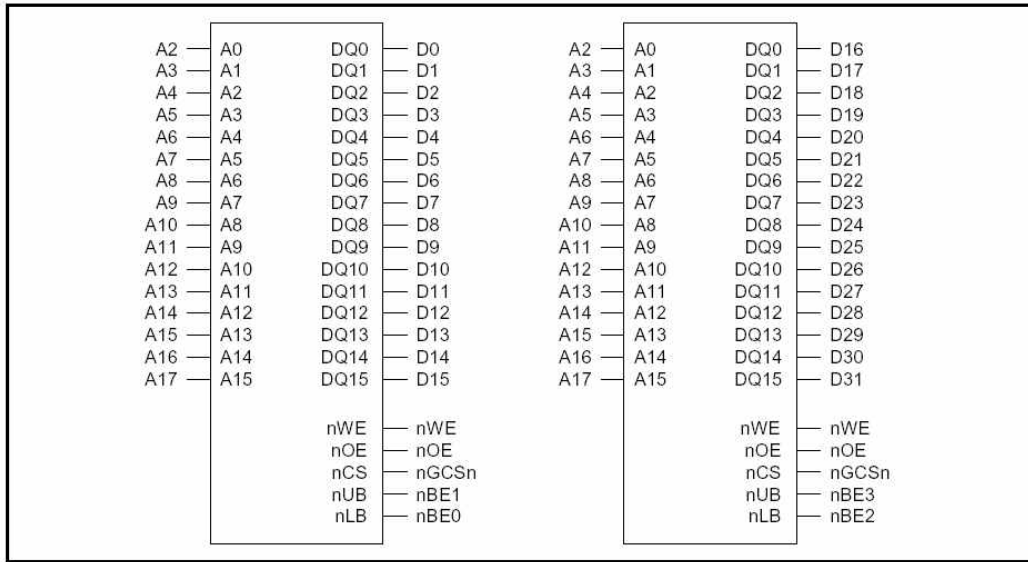 A2 A0 DQ0 D0 A2 A0 DQ0 D16
A3 A1 DQ1 D1 A3 A1 DQ1 D17
A4 A2 DQ2 D2 A4 A2 DQ2 D18
A5 A3 DQ3 D3 A5 A3 DQ3 D19
A6 A4 DQ4 D4 A6 A4 DQ4 D20
A7 A5 DQ5 D5 A7 A5 DQ5 D21
A8 A6 DQ6 D6 A8 A6 DQ6 D22
A9 A7 DQ7 D7 A9 A7 DQ7 D23
A10 A8 DQ8 D8 A10 A8 DQ8 D24
A11 A9 DQ9 D9 A11 A9 DQ9 D25
A12 A10 DQ10 D10 A12 A10 DQ10 D26
A13 A11 DQ11 D11 A13 A11 DQ11 D27
A14 A12 DQ12 D12 A14 A12 DQ12 D28
A15 A13 DQ13 D13 A15 A13 DQ13 D29
A16 A14 DQ14 D14 A16 A14 DQ14 D30
A17 A15 DQ15 D15 A17 A15 DQ15 D31
nWE nWE nWE nWE
nOE nOE nOE nOE
nCS nGCSn nCS nGCSn
nUB nBE1 nUB nBE3
nLB nBE0 nLB nBE2